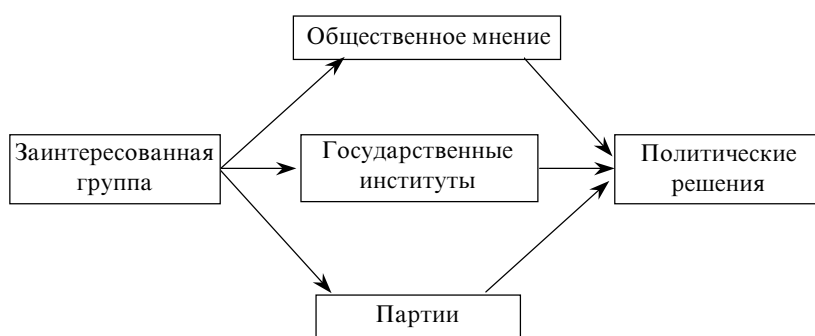 Общественное мнение
Заинтересованная
группа
Государственные
институты
Политические
решения
Партии